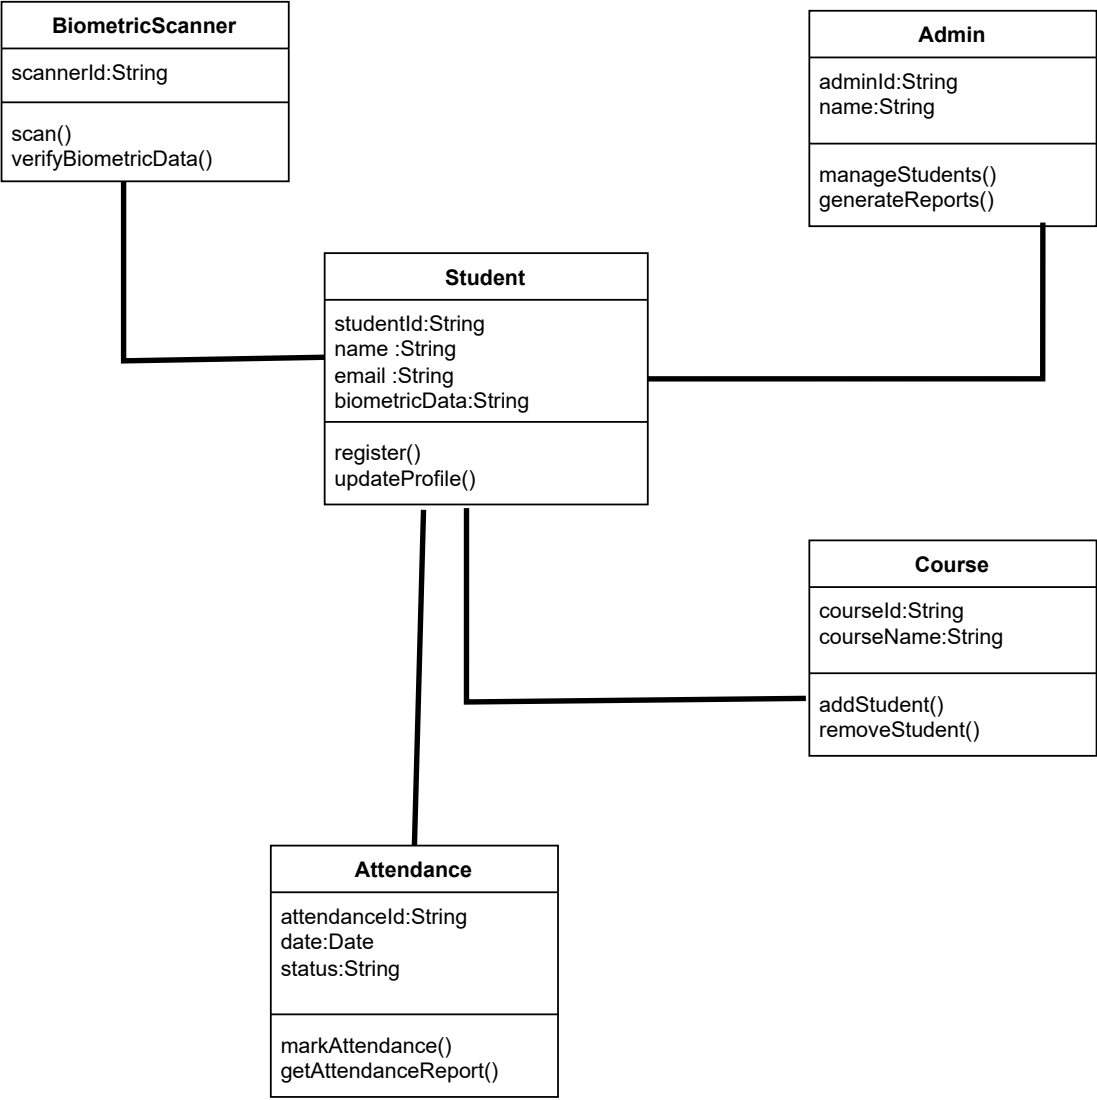 BiometricScanner
scannerId:String
scan()
verifyBiometricData()
Admin
adminId:String
name:String
manageStudents()
generateReports()
Student
studentId:String
name :String
email :String
biometricData:String
register()
updateProfile()
Course
courseId:String
courseName:String
addStudent()
removeStudent()
Attendance
attendanceId:String
date:Date
status:String
markAttendance()
getAttendanceReport()